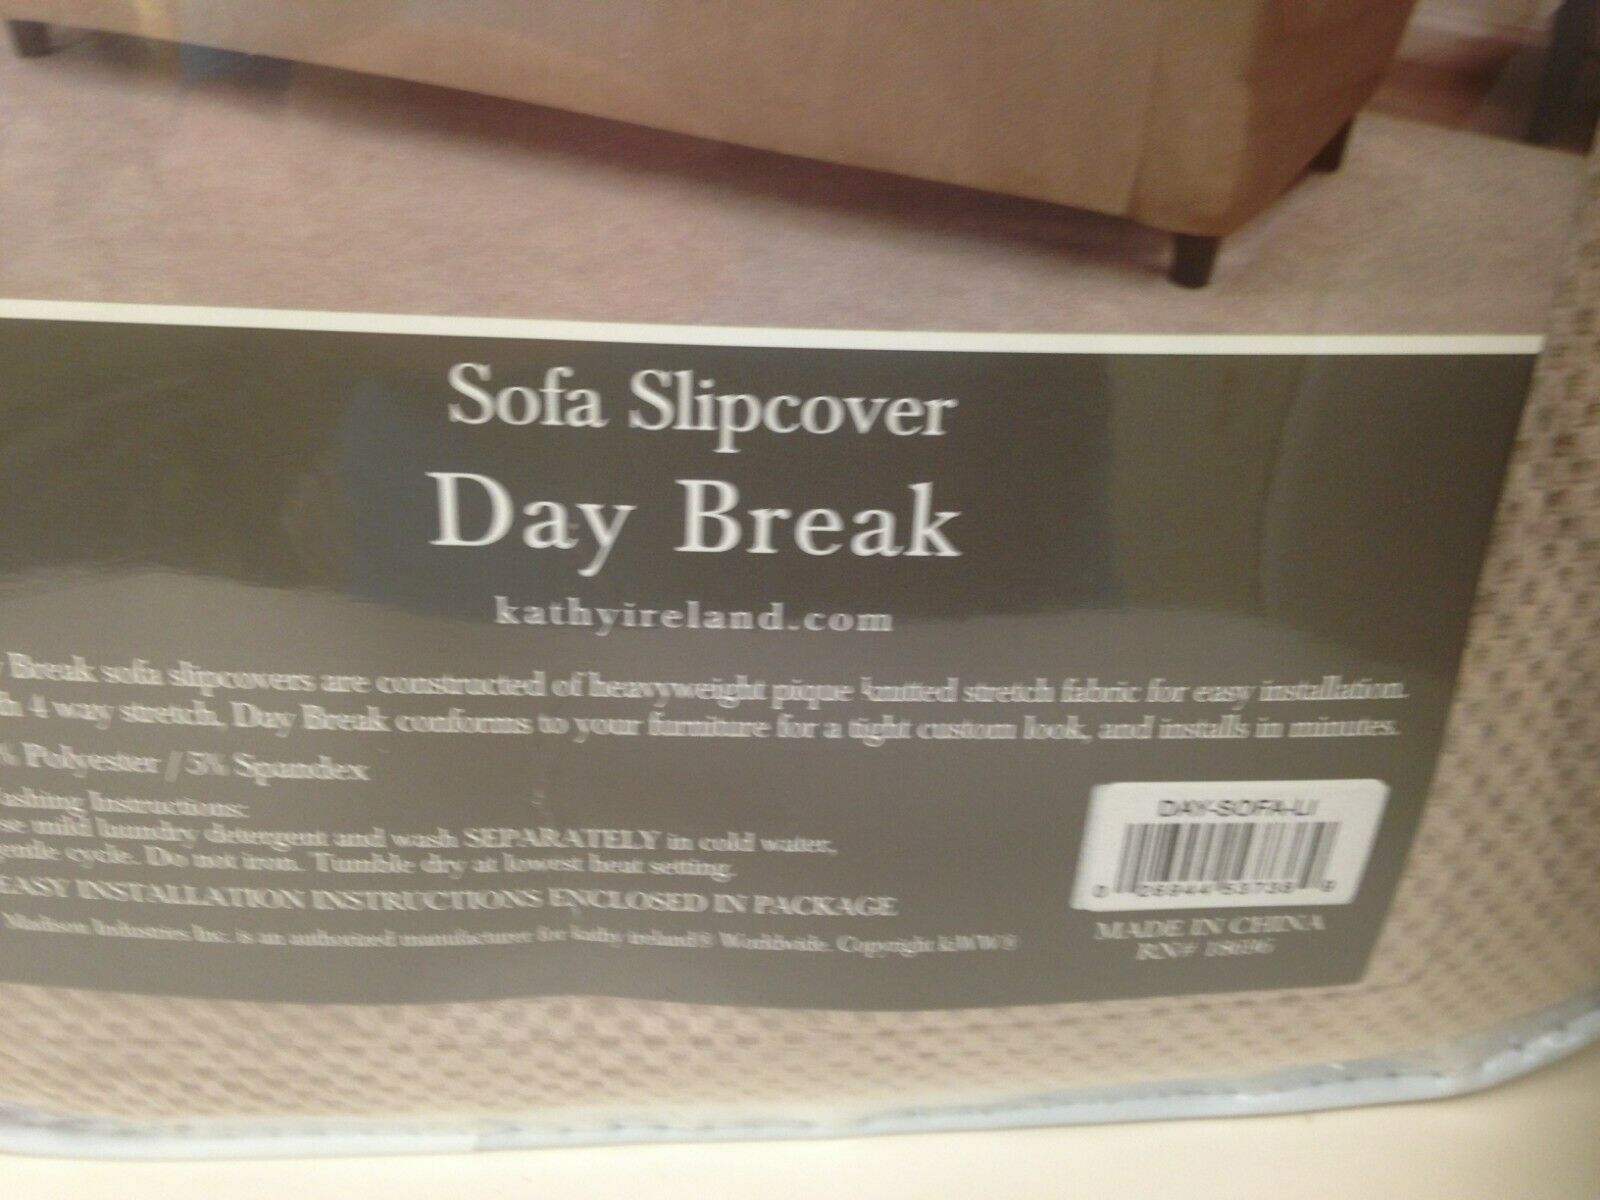 Sofa Slipcover
Day Break
kathyireland.com
Break sofa slipcovers are constructed of heavyweight pique knitted stretch fabric for easy installation.
4 way stretch, Day Break conforms to your furniture for a tight custom look, and installs in minutes.
% Polyester / 5% Spandex
ashing Instructions:
se mild laundry detergent and wash SEPARATELY in cold water,
gentle cycle. Do not iron. Tumble dry at lowest heat setting.
EASY INSTALLATION INSTRUCTIONS ENCLOSED IN PACKAGE
Madison Industries Inc. is an authorized manufacturer for kathy ireland® Worldwide. Copyright kiWW®
DAY-SOFA-LI
MADE IN CHINA
RN# 18696